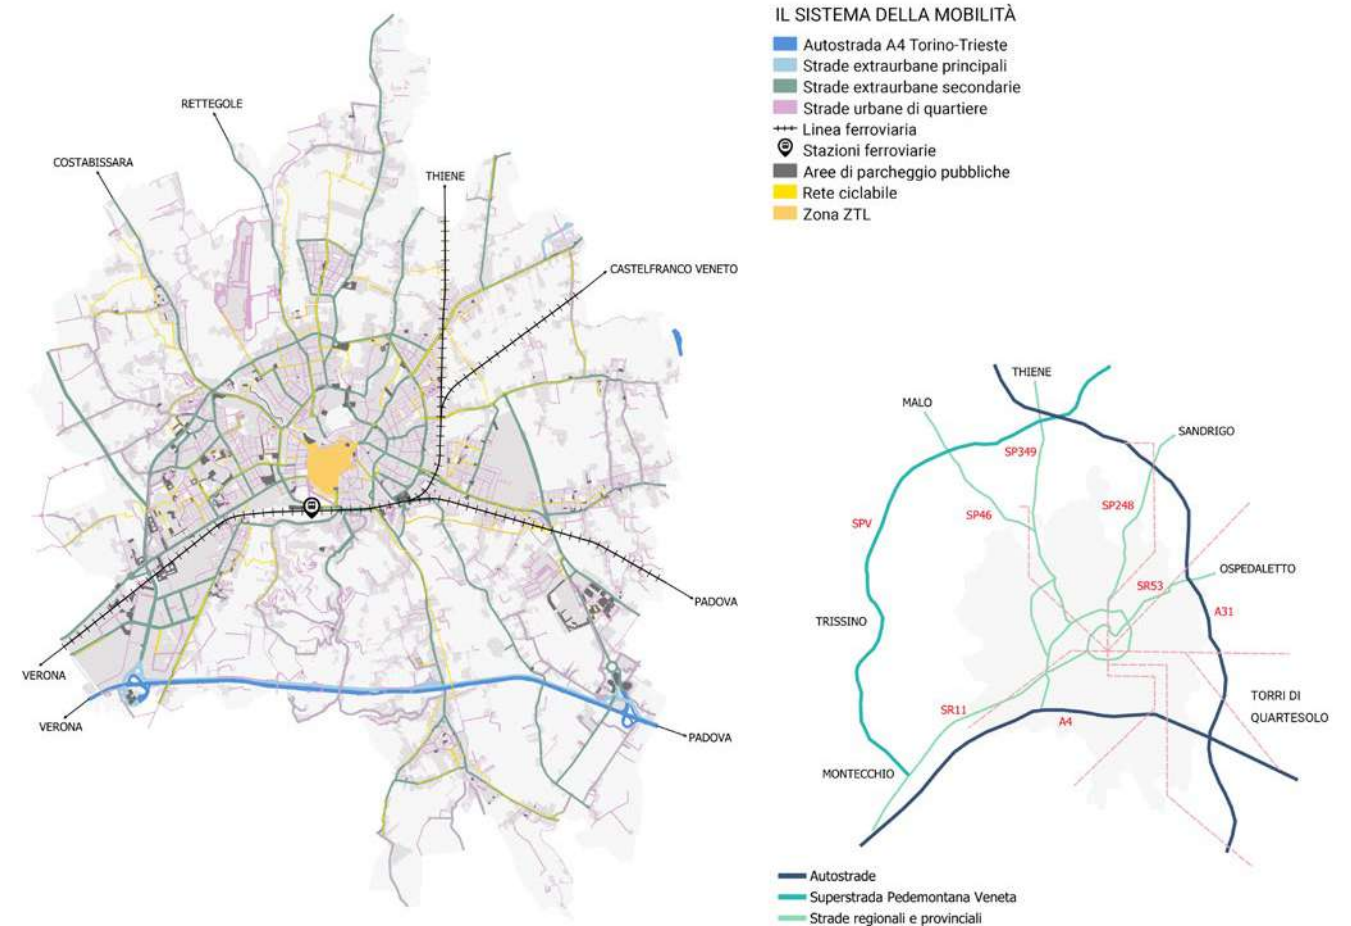 IL SISTEMA DELLA MOBILITÀ
Autostrada A4 Torino-Trieste
Strade extraurbane principali
Strade extraurbane secondarie
Strade urbane di quartiere
Linea ferroviaria
Stazioni ferroviarie
Aree di parcheggio pubbliche
Rete ciclabile
Zona ZTL
RETTEGOLE
COSTABISSARA
THIENE
CASTELFRANCO VENETO
PADOVA
VERONA
VERONA
PADOVA
THIENE
MALO
SANDRIGO
SP349
SP248
SP46
SPV
OSPEDALETTO
SR53
A31
TRISSINO
TORRI DI
QUARTESOLO
SR11
A4
MONTECCHIO
Autostrade
Superstrada Pedemontana Veneta
Strade regionali e provinciali